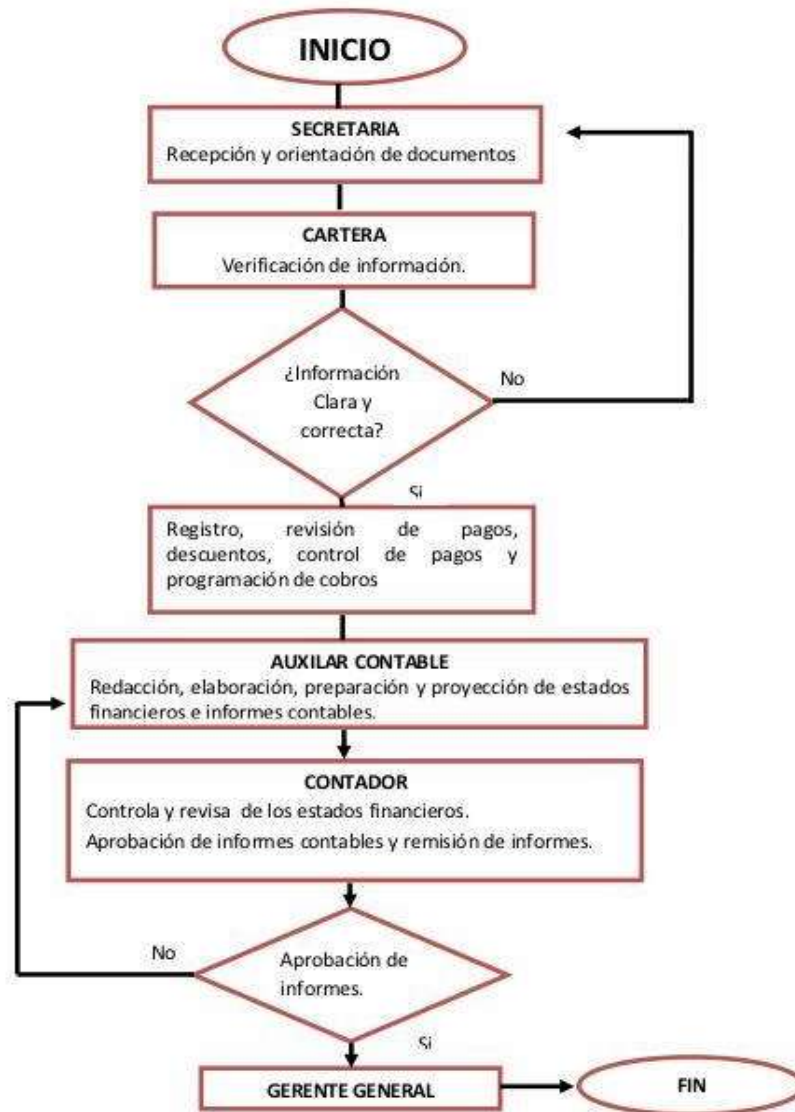 INICIO
SECRETARIA
Recepción y orientación de documentos
CARTERA
Verificación de información.
¿Información
Clara y
correcta?
No
Si
Registro, revisión de pagos,
descuentos, control de pagos y
programación de cobros
AUXILAR CONTABLE
Redacción, elaboración, preparación y proyección de estados
financieros e informes contables.
CONTADOR
Controla y revisa de los estados financieros.
Aprobación de informes contables y remisión de informes.
No
Aprobación de
informes.
Si
GERENTE GENERAL
FIN